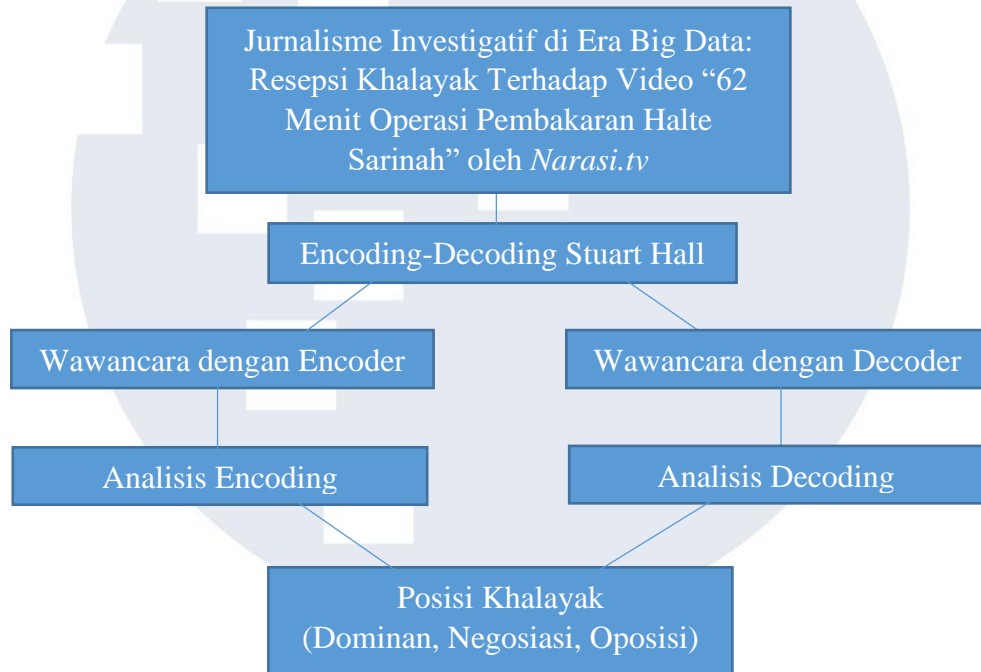 Jurnalisme Investigatif di Era Big Data:
Resepsi Khalayak Terhadap Video “62
Menit Operasi Pembakaran Halte
Sarinah” oleh Narasi.tv
Encoding-Decoding Stuart Hall
Wawancara dengan Encoder
Wawancara dengan Decoder
Analisis Encoding
Analisis Decoding
Posisi Khalayak
(Dominan, Negosiasi, Oposisi)